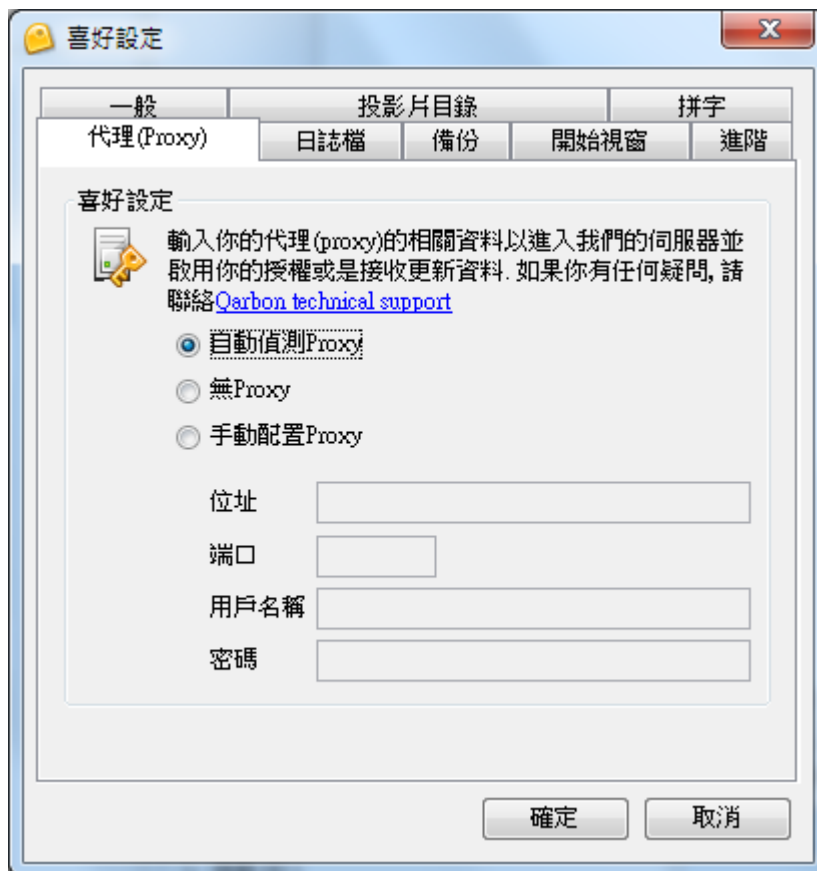 喜好設定
一般
投影片目錄
拼字
代理(Proxy)
日誌檔
備份
開始視窗
進階
喜好設定
輸入你的代理(proxy)的相關資料以進入我們的伺服器並
啟用你的授權或是接收更新資料. 如果你有任何疑問, 請
聯絡Qarbon technical support
自動偵測Proxy
無Proxy
手動配置Proxy
位址
端口
用戶名稱
密碼
確定
取消